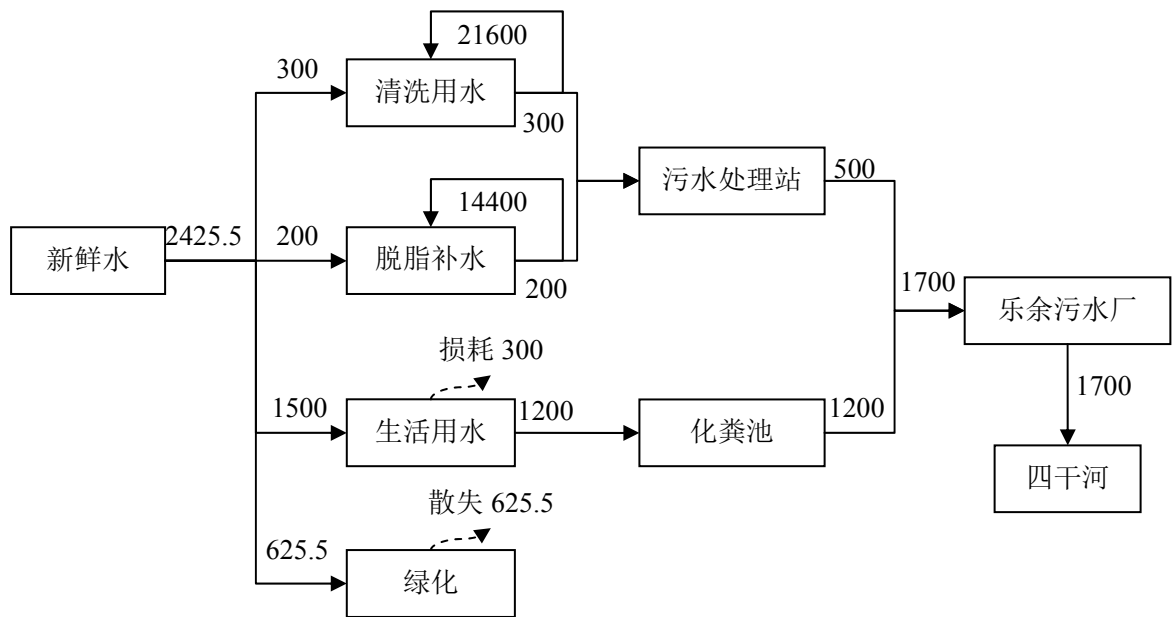 21600
300
清洗用水
300
污水处理站
500
14400
2425.5
200
新鲜水
脱脂补水
200
1700
乐余污水厂
损耗 300
1700
1500
生活用水
1200
化粪池
1200
四干河
散失 625.5
625.5
绿化